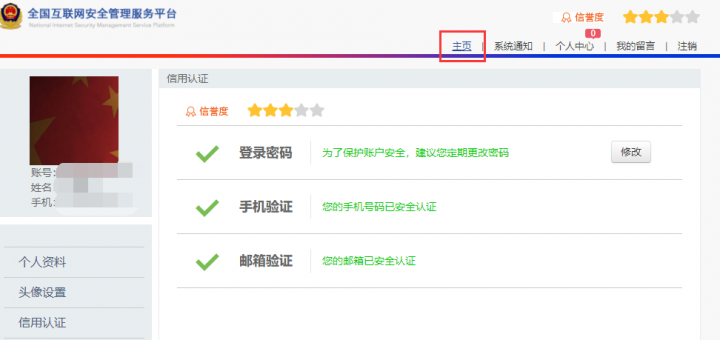 全国互联网安全管理服务平台
National Internet Security Management Service Platform
信誉度
0
主页 | 系统通知 | 个人中心 | 我的留言 | 注销
信用认证
信誉度
登录密码 为了保护账户安全，建议您定期更改密码 修改
手机验证 您的手机号码已安全认证
邮箱验证 您的邮箱已安全认证
账号:
姓名
手机:
个人资料
头像设置
信用认证